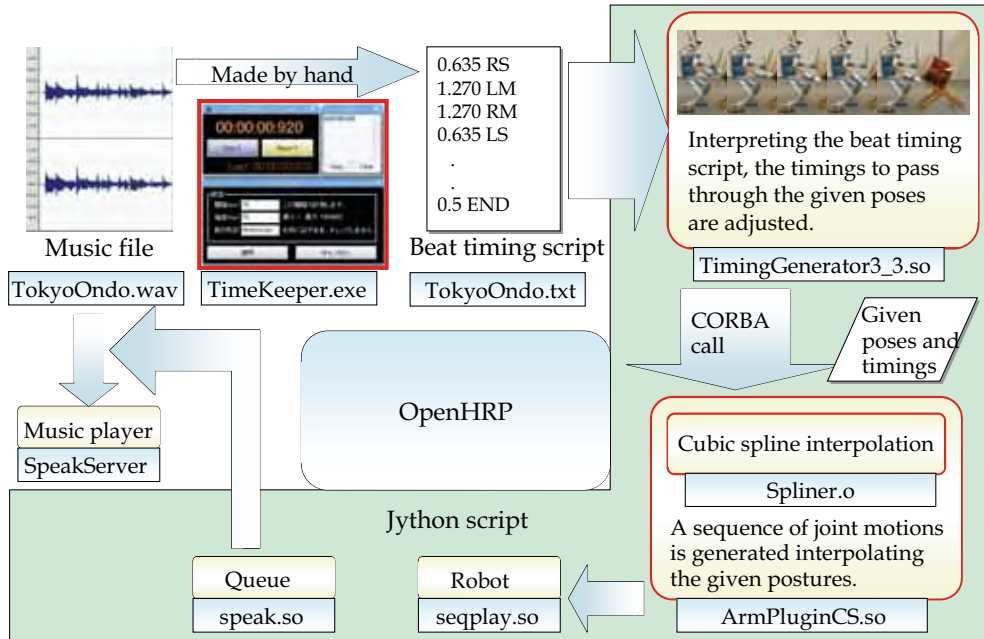 Made by hand
0.635 RS
1.270 LM
1.270 RM
0.635 LS
.
.
0.5 END
00:00:00:920
Music file
Beat timing script
TokyoOndo.wav
TimeKeeper.exe
TokyoOndo.txt
Interpreting the beat timing
script, the timings to pass
through the given poses
are adjusted.
TimingGenerator3_3.so
CORBA
call
Given
poses and
timings
OpenHRP
Music player
SpeakServer
Cubic spline interpolation
Spliner.o
A sequence of joint motions
is generated interpolating
the given postures.
ArmPluginCS.so
Jython script
Queue
speak.so
Robot
seqplay.so